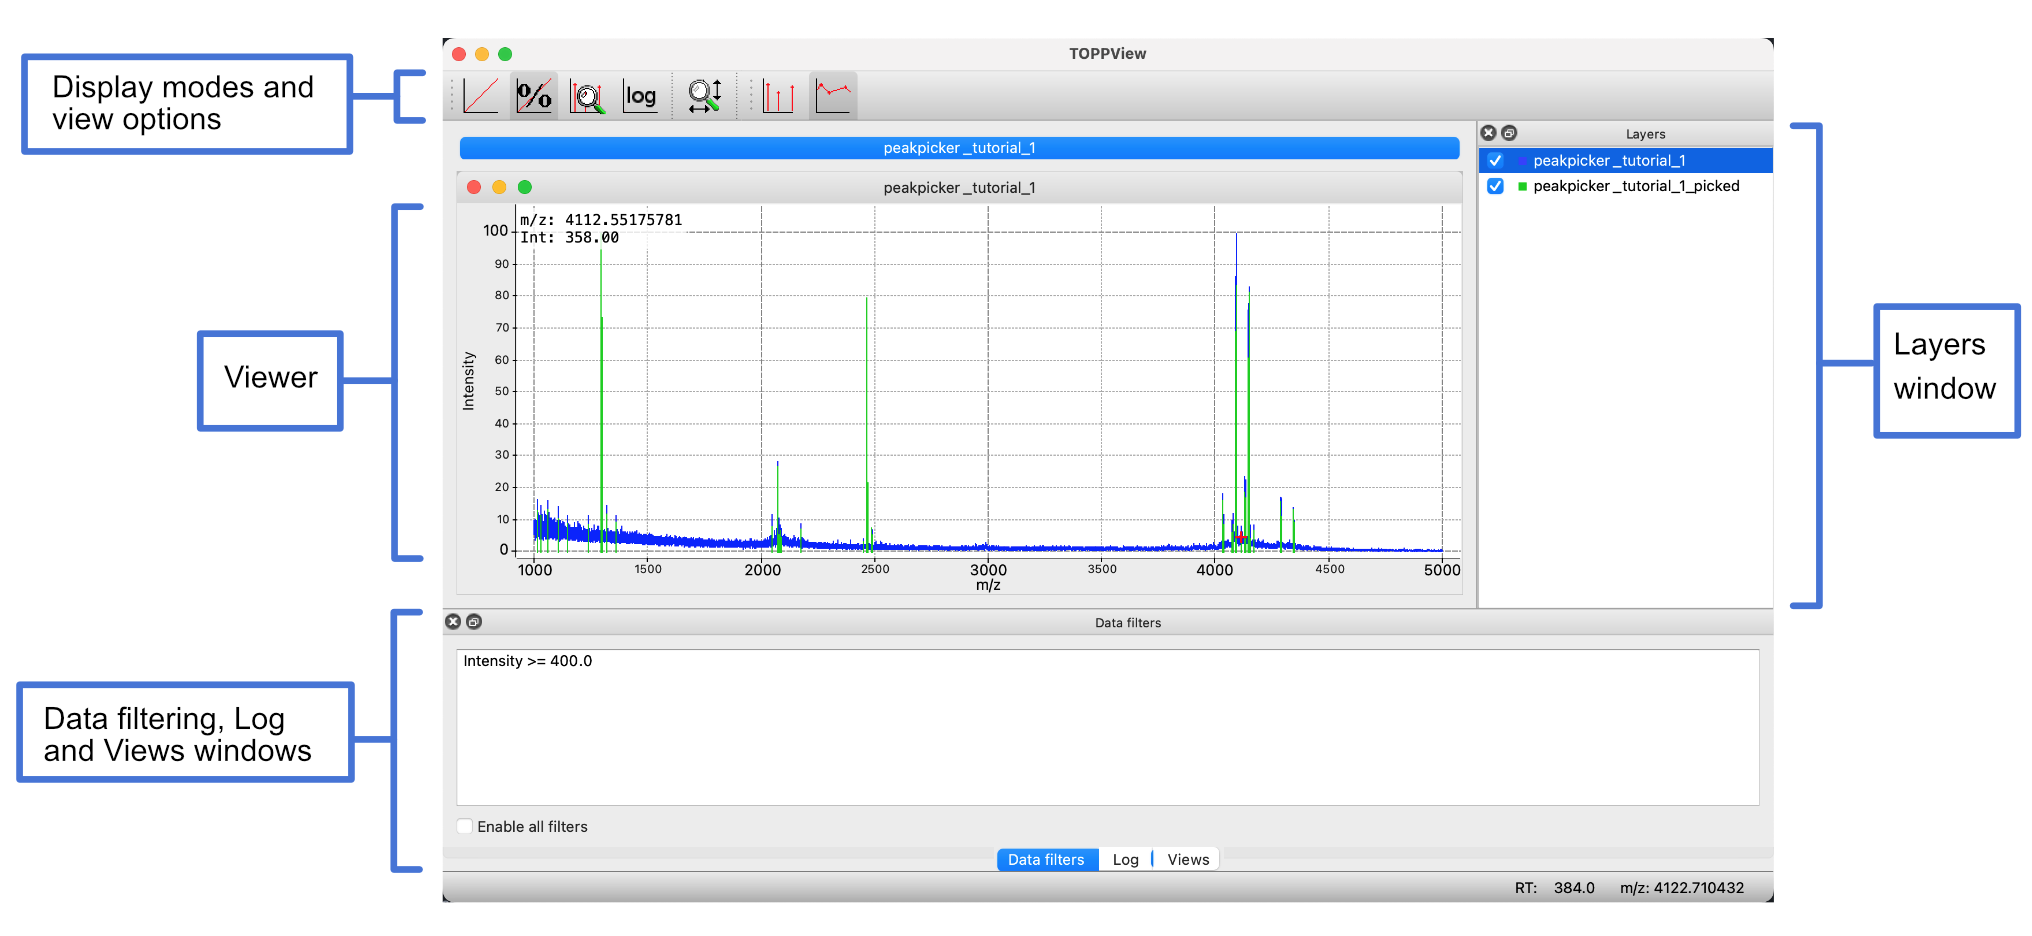 TOPPView
Display modes and
view options
%
log
peakpicker_tutorial_1
Layers
peakpicker_tutorial_1
peakpicker_tutorial_1_picked
peakpicker_tutorial_1
m/z: 4112.55175781
Int: 358.00
100
90
80
70
60
50
40
30
20
10
0
Intensity
1000 1500 2000 2500 3000 3500 4000 4500 5000
m/z
Viewer
Layers
window
Data filters
Intensity >= 400.0
Data filtering, Log
and Views windows
Enable all filters
Data filters Log Views
RT: 384.0 m/z: 4122.710432